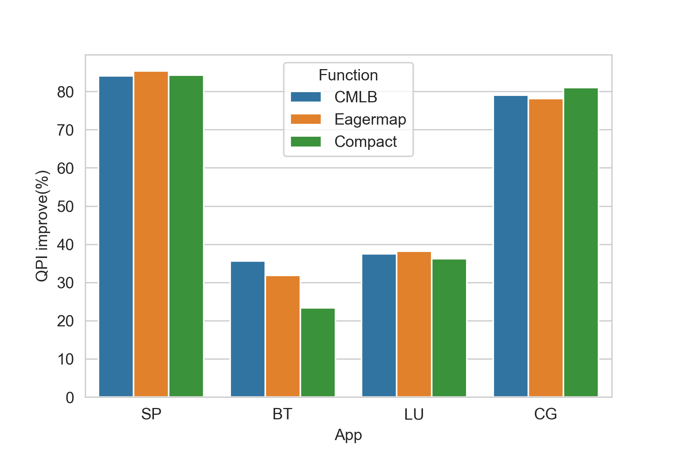 QPI improve(%)
80
70
60
50
40
30
20
10
0
Function
CMLB
Eagermap
Compact
SP BT LU CG
App